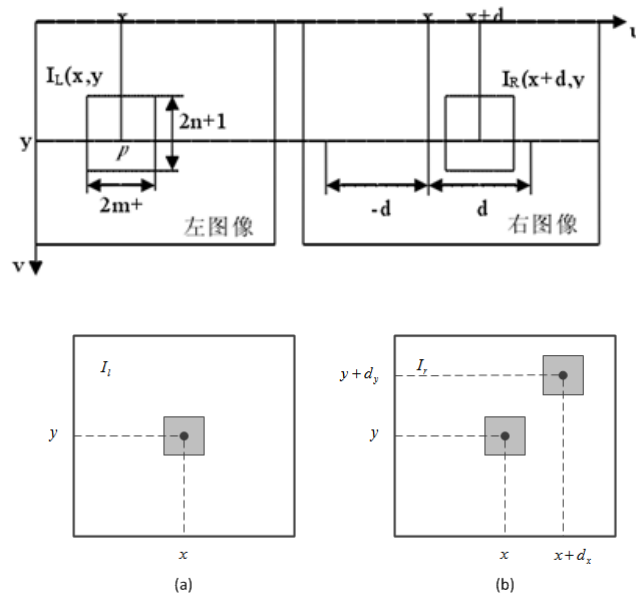 x x x+d u
I_L(x,y I_R(x+d,y
2n+1
y p
2m+ -d d
左图像 右图像
v
I_l y+d_y I_r
y y
x x x+d_x
(a) (b)